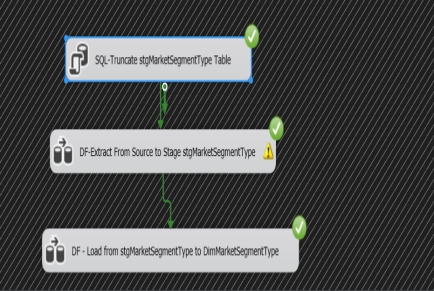 SQL-Truncate stgMarketSegmentType Table
DF-Extract From Source to Stage stgMarketSegmentType
DF - Load from stgMarketSegmentType to DimMarketSegmentType